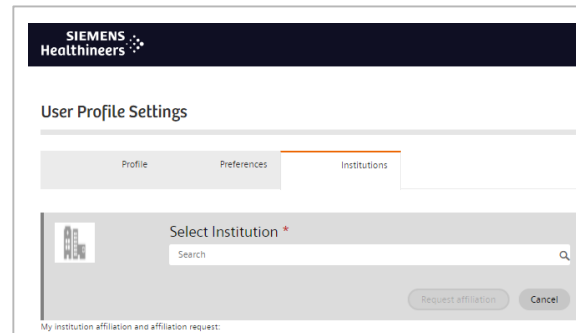 SIEMENS
Healthineers
User Profile Settings
Profile Preferences Institutions
Select Institution *
Search
Request affiliation Cancel
My institution affiliation and affiliation request: